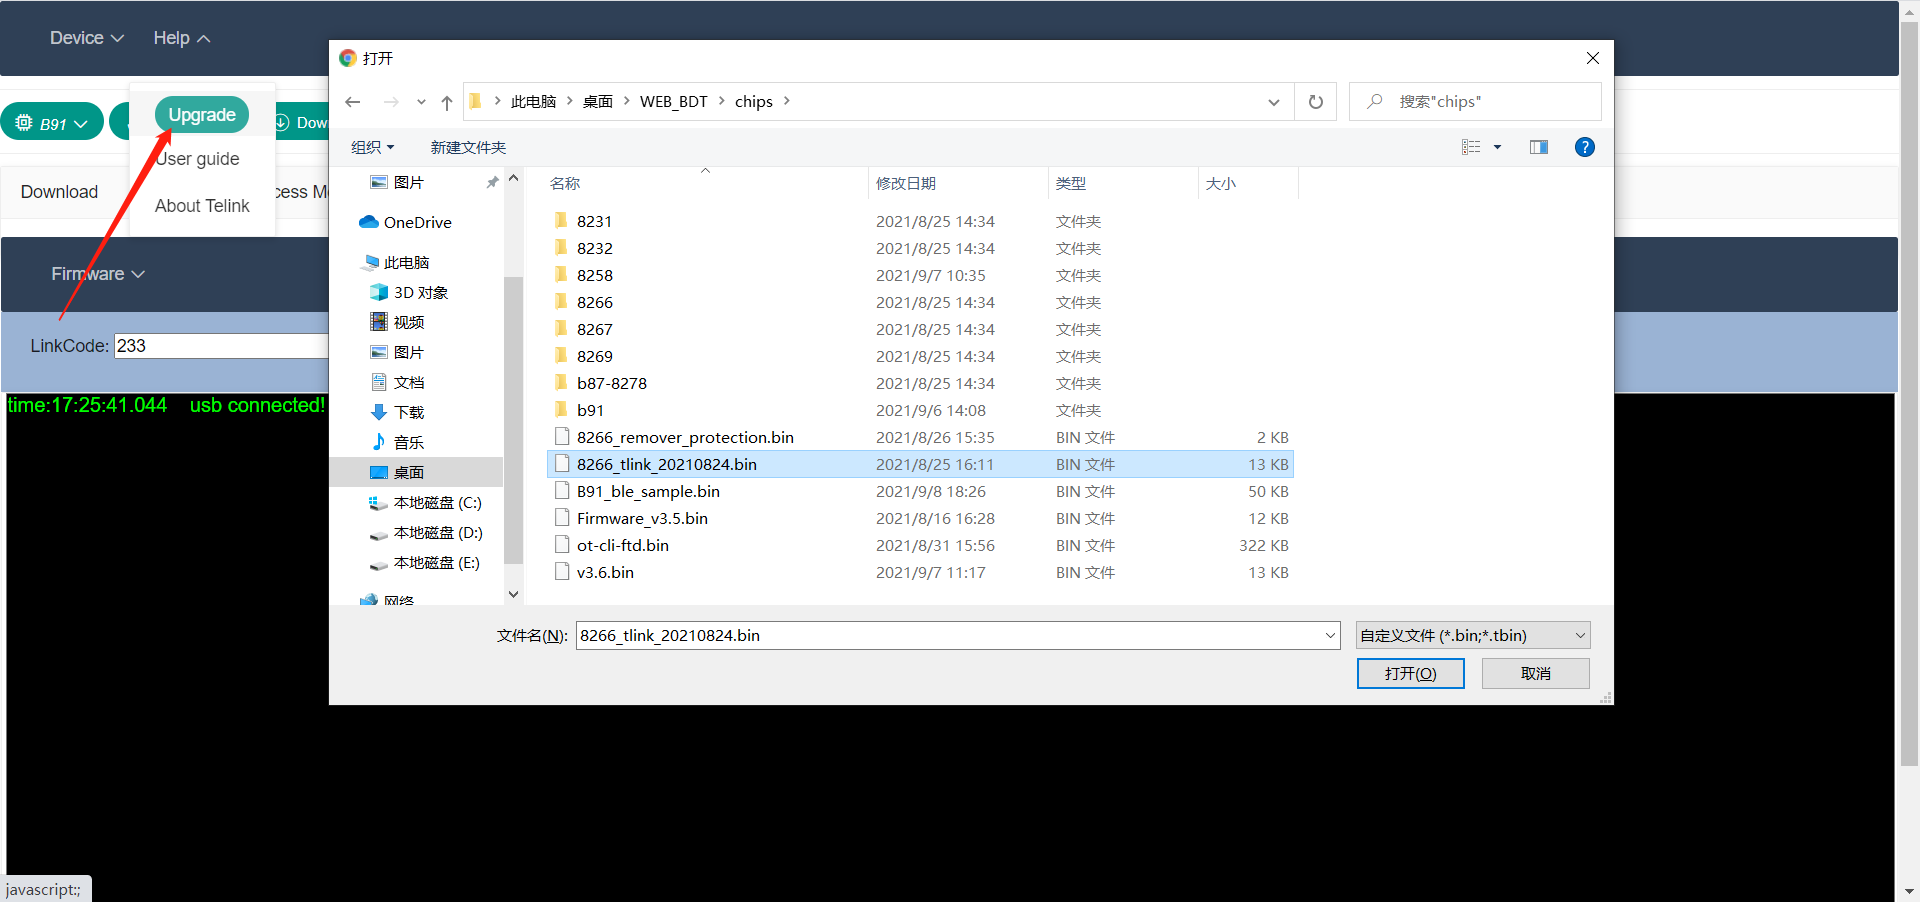 Device Help
Upgrade
User guide
About Telink
B91
Dow
Download
cess M
Firmware
LinkCode: 233
time:17:25:41.044 usb connected!
javascript:;
打开
此电脑 桌面 WEB_BDT chips
搜索"chips"
组织 新建文件夹
图片
OneDrive
此电脑
3D 对象
视频
图片
文档
下载
音乐
桌面
本地磁盘 (C:)
本地磁盘 (D:)
本地磁盘 (E:)
网络
名称 修改日期 类型 大小
8231 2021/8/25 14:34 文件夹
8232 2021/8/25 14:34 文件夹
8258 2021/9/7 10:35 文件夹
8266 2021/8/25 14:34 文件夹
8267 2021/8/25 14:34 文件夹
8269 2021/8/25 14:34 文件夹
b87-8278 2021/8/25 14:34 文件夹
b91 2021/9/6 14:08 文件夹
8266_remover_protection.bin 2021/8/26 15:35 BIN 文件 2 KB
8266_tlink_20210824.bin 2021/8/25 16:11 BIN 文件 13 KB
B91_ble_sample.bin 2021/9/8 18:26 BIN 文件 50 KB
Firmware_v3.5.bin 2021/8/16 16:28 BIN 文件 12 KB
ot-cli-ftd.bin 2021/8/31 15:56 BIN 文件 322 KB
v3.6.bin 2021/9/7 11:17 BIN 文件 13 KB
文件名(N): 8266_tlink_20210824.bin 自定义文件 (*.bin;*.tbin)
打开(O) 取消